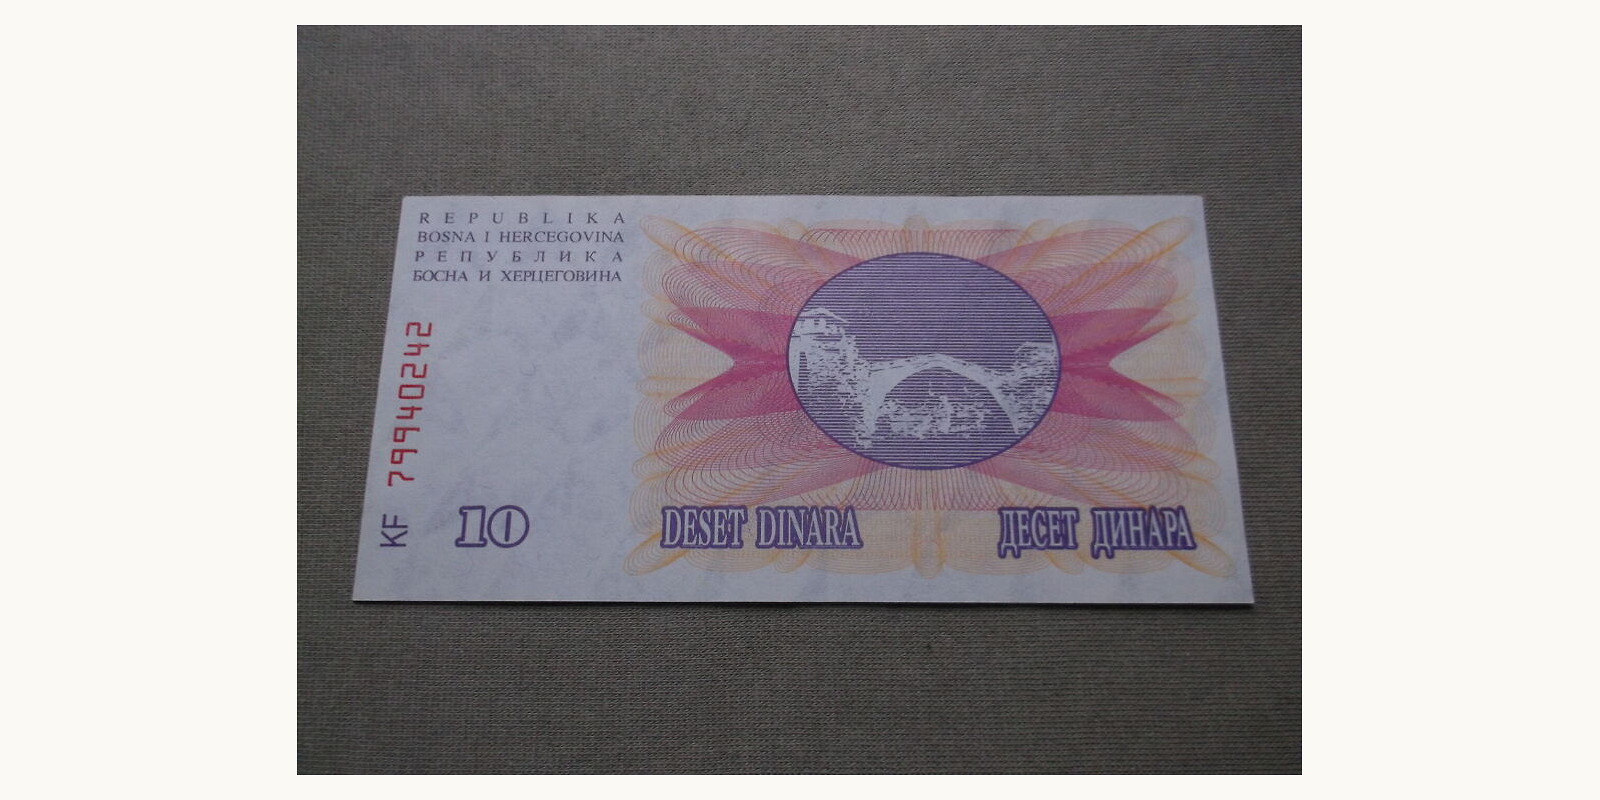 REPUBLIKA
BOSNA I HERCEGOVINA
РЕПУБЛИКА
БОСНА И ХЕРЦЕГОВИНА
KF 79940242
10
DESET DINARA
ДЕСЕТ ДИНАРА